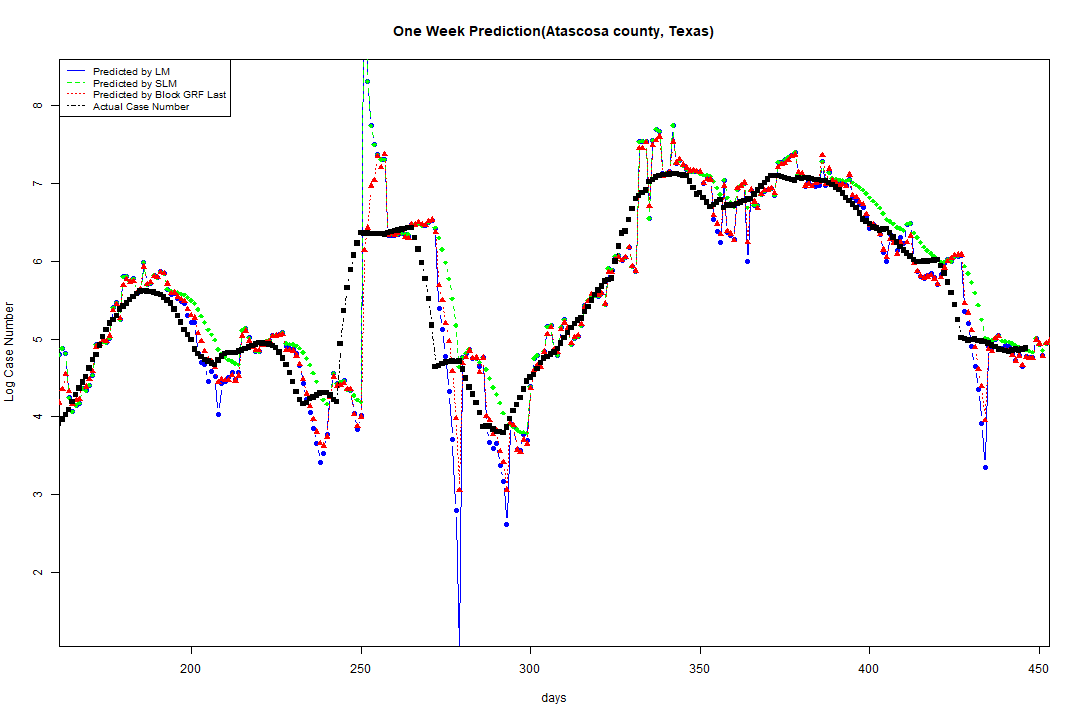 One Week Prediction(Atascosa county, Texas)
Predicted by LM
Predicted by SLM
Predicted by Block GRF Last
Actual Case Number
8
7
6
5
4
3
2
Log Case Number
200 250 300 350 400 450
days